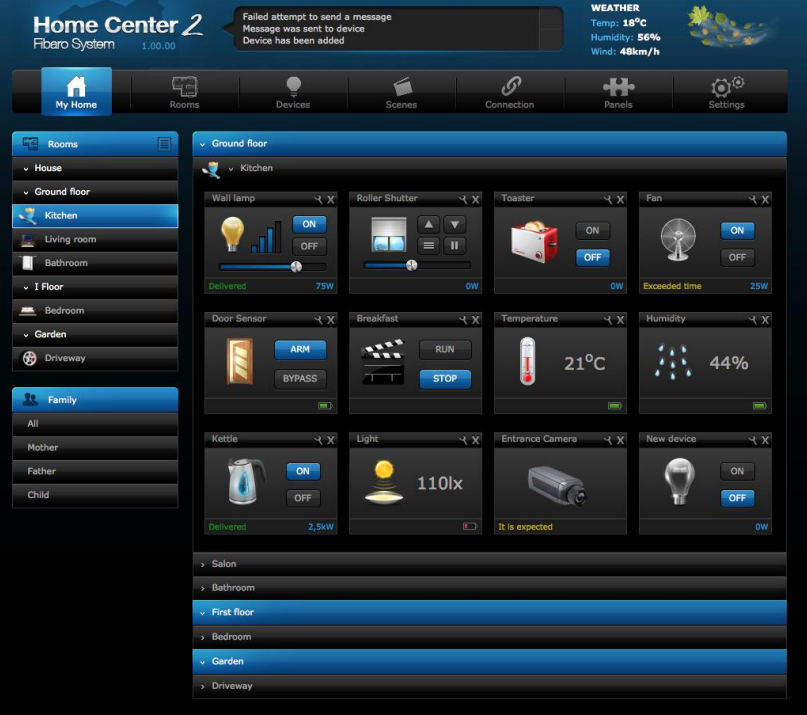 Home Center 2
Fibaro System 1.00.00
Failed attempt to send a message
Message was sent to device
Device has been added
WEATHER
Temp: 18°C
Humidity: 56%
Wind: 48km/h
My Home
Rooms
Devices
Scenes
Connection
Panels
Settings
Rooms
House
Ground floor
Kitchen
Living room
Bathroom
I Floor
Bedroom
Garden
Driveway
Family
All
Mother
Father
Child
Ground floor
Kitchen
Wall lamp X
ON
OFF
Delivered 75W
Roller Shutter X
0W
Toaster X
ON
OFF
0W
Fan X
ON
OFF
Exceeded time 25W
Door Sensor X
ARM
BYPASS
Breakfast X
RUN
STOP
Temperature X
21°C
Humidity X
44%
Kettle X
ON
OFF
Delivered 2,5kW
Light X
110lx
Entrance Camera X
It is expected
New device X
ON
OFF
0W
Salon
Bathroom
First floor
Bedroom
Garden
Driveway